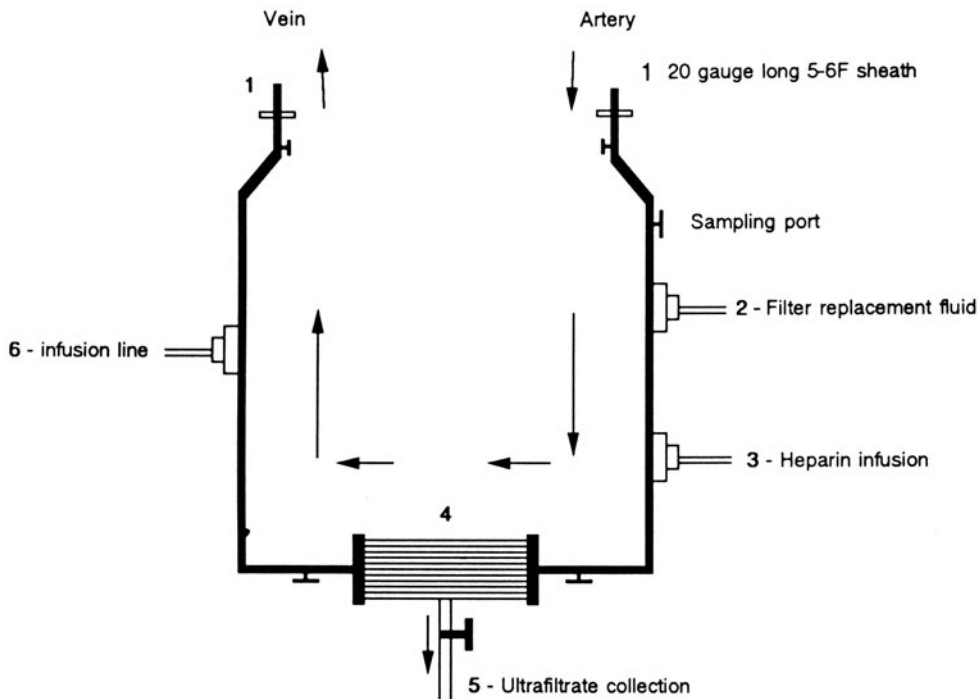 Vein
Artery
1
1 20 gauge long 5-6F sheath
Sampling port
2 - Filter replacement fluid
6 - infusion line
3 - Heparin infusion
4
5 - Ultrafiltrate collection